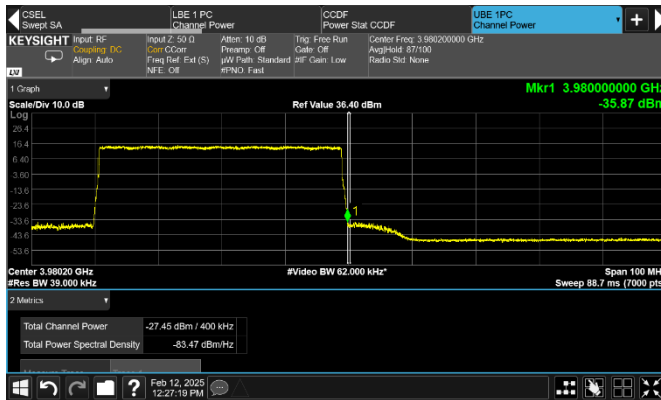 CSEL
Swept SA
LBE 1 PC
Channel Power
CCDF
Power Stat CCDF
UBE 1PC
Channel Power
KEYSIGHT
Input: RF
Coupling: DC
Align: Auto
Input Z: 50 Ω
Corr CCorr
Freq Ref: Ext (S)
NFE: Off
Atten: 10 dB
Preamp: Off
µW Path: Standard
#PNO: Fast
Trig: Free Run
Gate: Off
#IF Gain: Low
Center Freq: 3.980200000 GHz
Avg|Hold: 87/100
Radio Std: None
1 Graph
Scale/Div 10.0 dB
Ref Value 36.40 dBm
Mkr1 3.980000000 GHz
-35.87 dBm
Log
26.4
16.4
6.40
-3.60
-13.6
-23.6
-33.6
-43.6
-53.6
1
Center 3.98020 GHz
#Res BW 39.000 kHz
#Video BW 62.000 kHz*
Span 100 MH
Sweep 88.7 ms (7000 pts
2 Metrics
Total Channel Power -27.45 dBm / 400 kHz
Total Power Spectral Density -83.47 dBm/Hz
Feb 12, 2025
12:27:19 PM